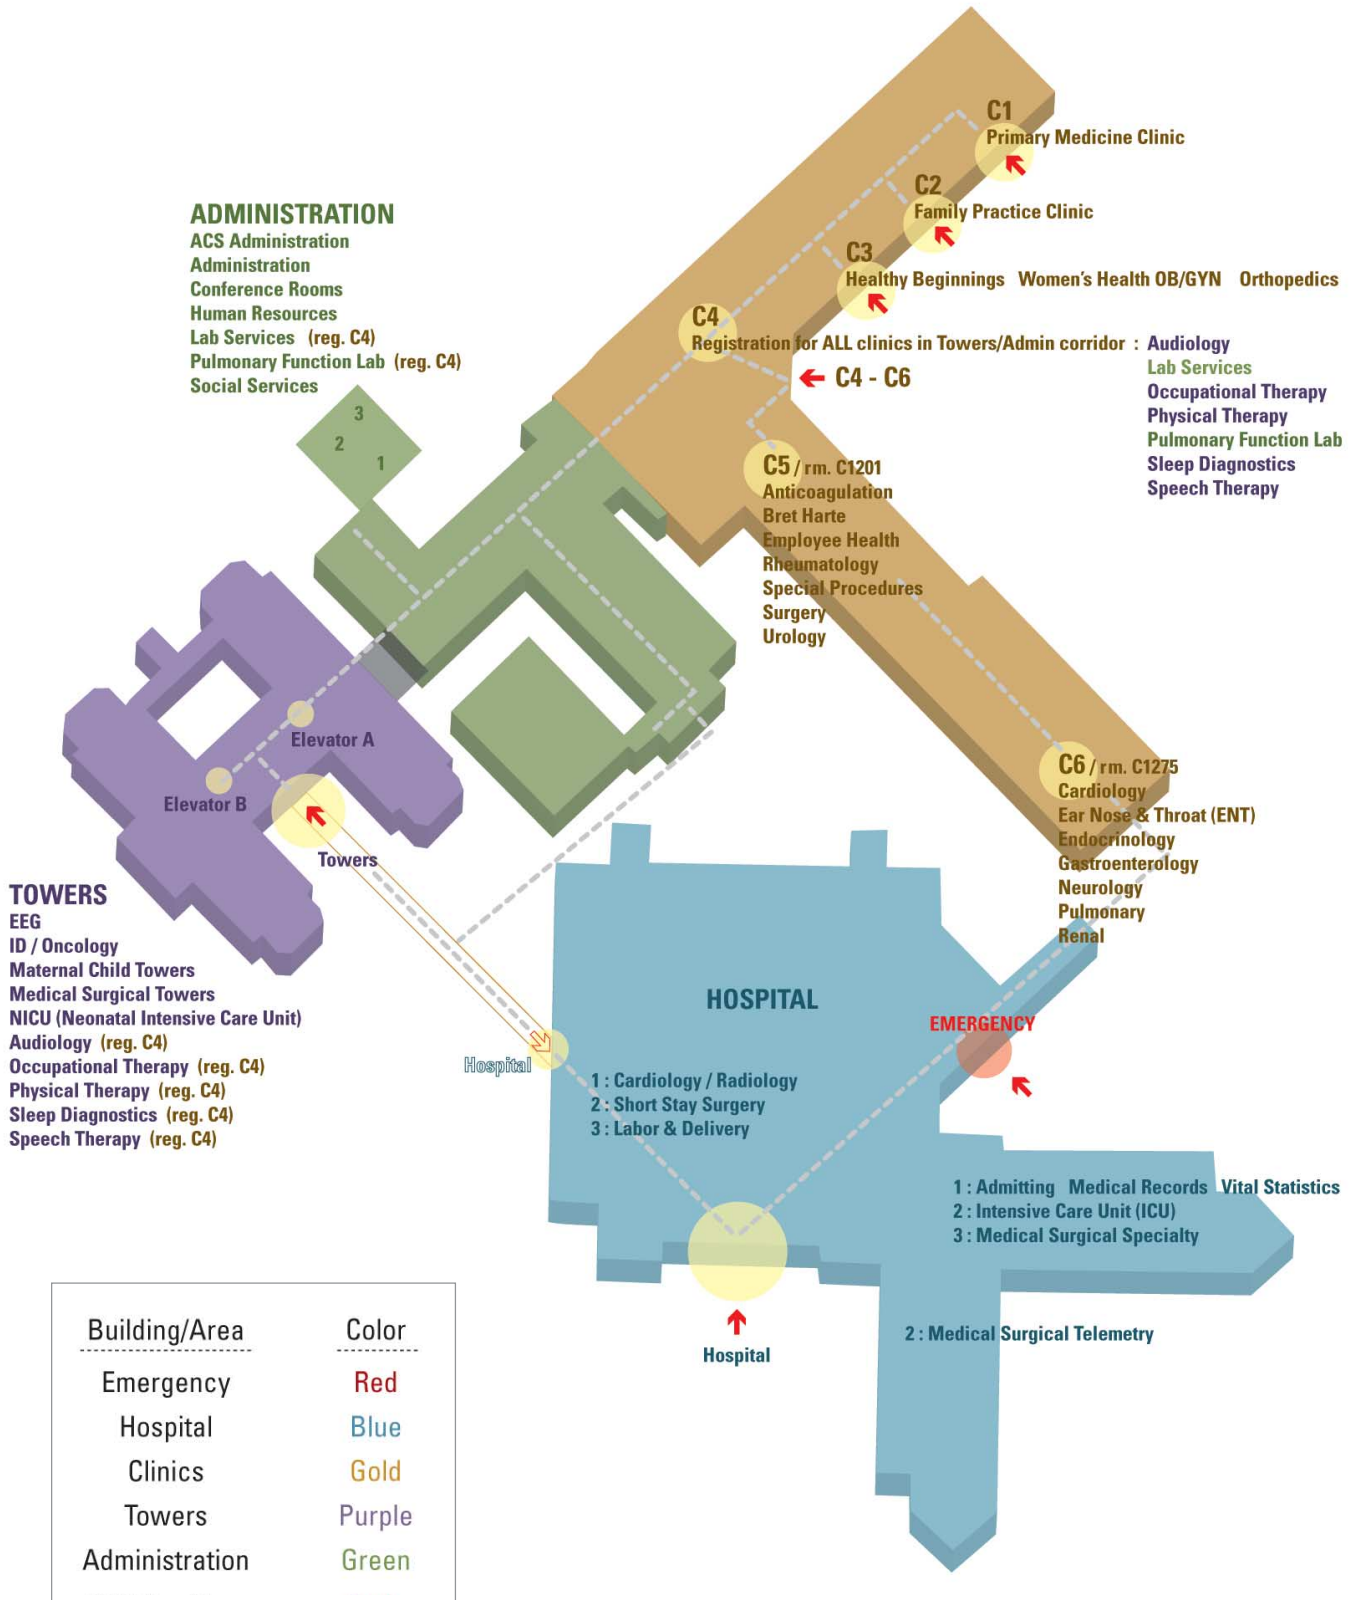 C1
Primary Medicine Clinic
C2
Family Practice Clinic
C3
Healthy Beginnings Women's Health OB/GYN Orthopedics
C4
Registration for ALL clinics in Towers/Admin corridor : Audiology
Lab Services
Occupational Therapy
Physical Therapy
Pulmonary Function Lab
Sleep Diagnostics
Speech Therapy
C4 - C6
ADMINISTRATION
ACS Administration
Administration
Conference Rooms
Human Resources
Lab Services (reg. C4)
Pulmonary Function Lab (reg. C4)
Social Services
3
2
1
C5 / rm. C1201
Anticoagulation
Bret Harte
Employee Health
Rheumatology
Special Procedures
Surgery
Urology
Elevator A
Elevator B
Towers
C6 / rm. C1275
Cardiology
Ear Nose & Throat (ENT)
Endocrinology
Gastroenterology
Neurology
Pulmonary
Renal
TOWERS
EEG
ID / Oncology
Maternal Child Towers
Medical Surgical Towers
NICU (Neonatal Intensive Care Unit)
Audiology (reg. C4)
Occupational Therapy (reg. C4)
Physical Therapy (reg. C4)
Sleep Diagnostics (reg. C4)
Speech Therapy (reg. C4)
HOSPITAL
EMERGENCY
Hospital
1 : Cardiology / Radiology
2 : Short Stay Surgery
3 : Labor & Delivery
1 : Admitting Medical Records Vital Statistics
2 : Intensive Care Unit (ICU)
3 : Medical Surgical Specialty
2 : Medical Surgical Telemetry
Hospital
Building/Area Color
Emergency Red
Hospital Blue
Clinics Gold
Towers Purple
Administration Green